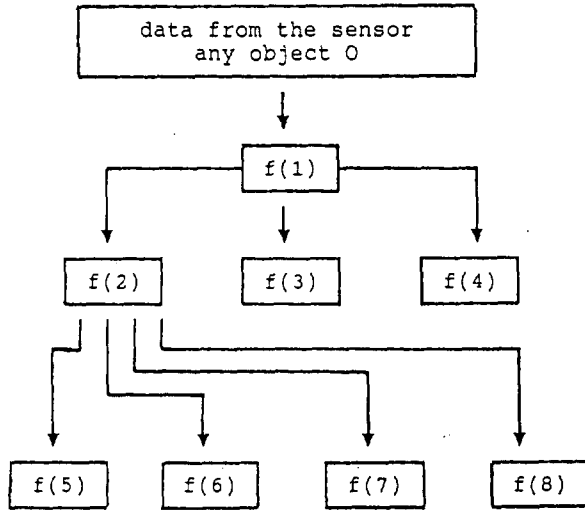 data from the sensor
any object O
f(1)
f(2)
f(3)
f(4)
f(5)
f(6)
f(7)
f(8)